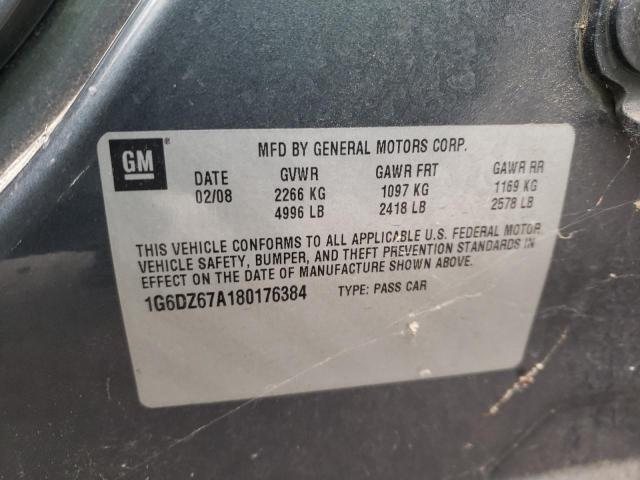 GM
MFD BY GENERAL MOTORS CORP.
DATE GVWR GAWR FRT GAWR RR
02/08 2266 KG 1097 KG 1169 KG
4996 LB 2418 LB 2578 LB
THIS VEHICLE CONFORMS TO ALL APPLICABLE U.S. FEDERAL MOTOR
VEHICLE SAFETY, BUMPER, AND THEFT PREVENTION STANDARDS IN
EFFECT ON THE DATE OF MANUFACTURE SHOWN ABOVE.
1G6DZ67A180176384 TYPE: PASS CAR